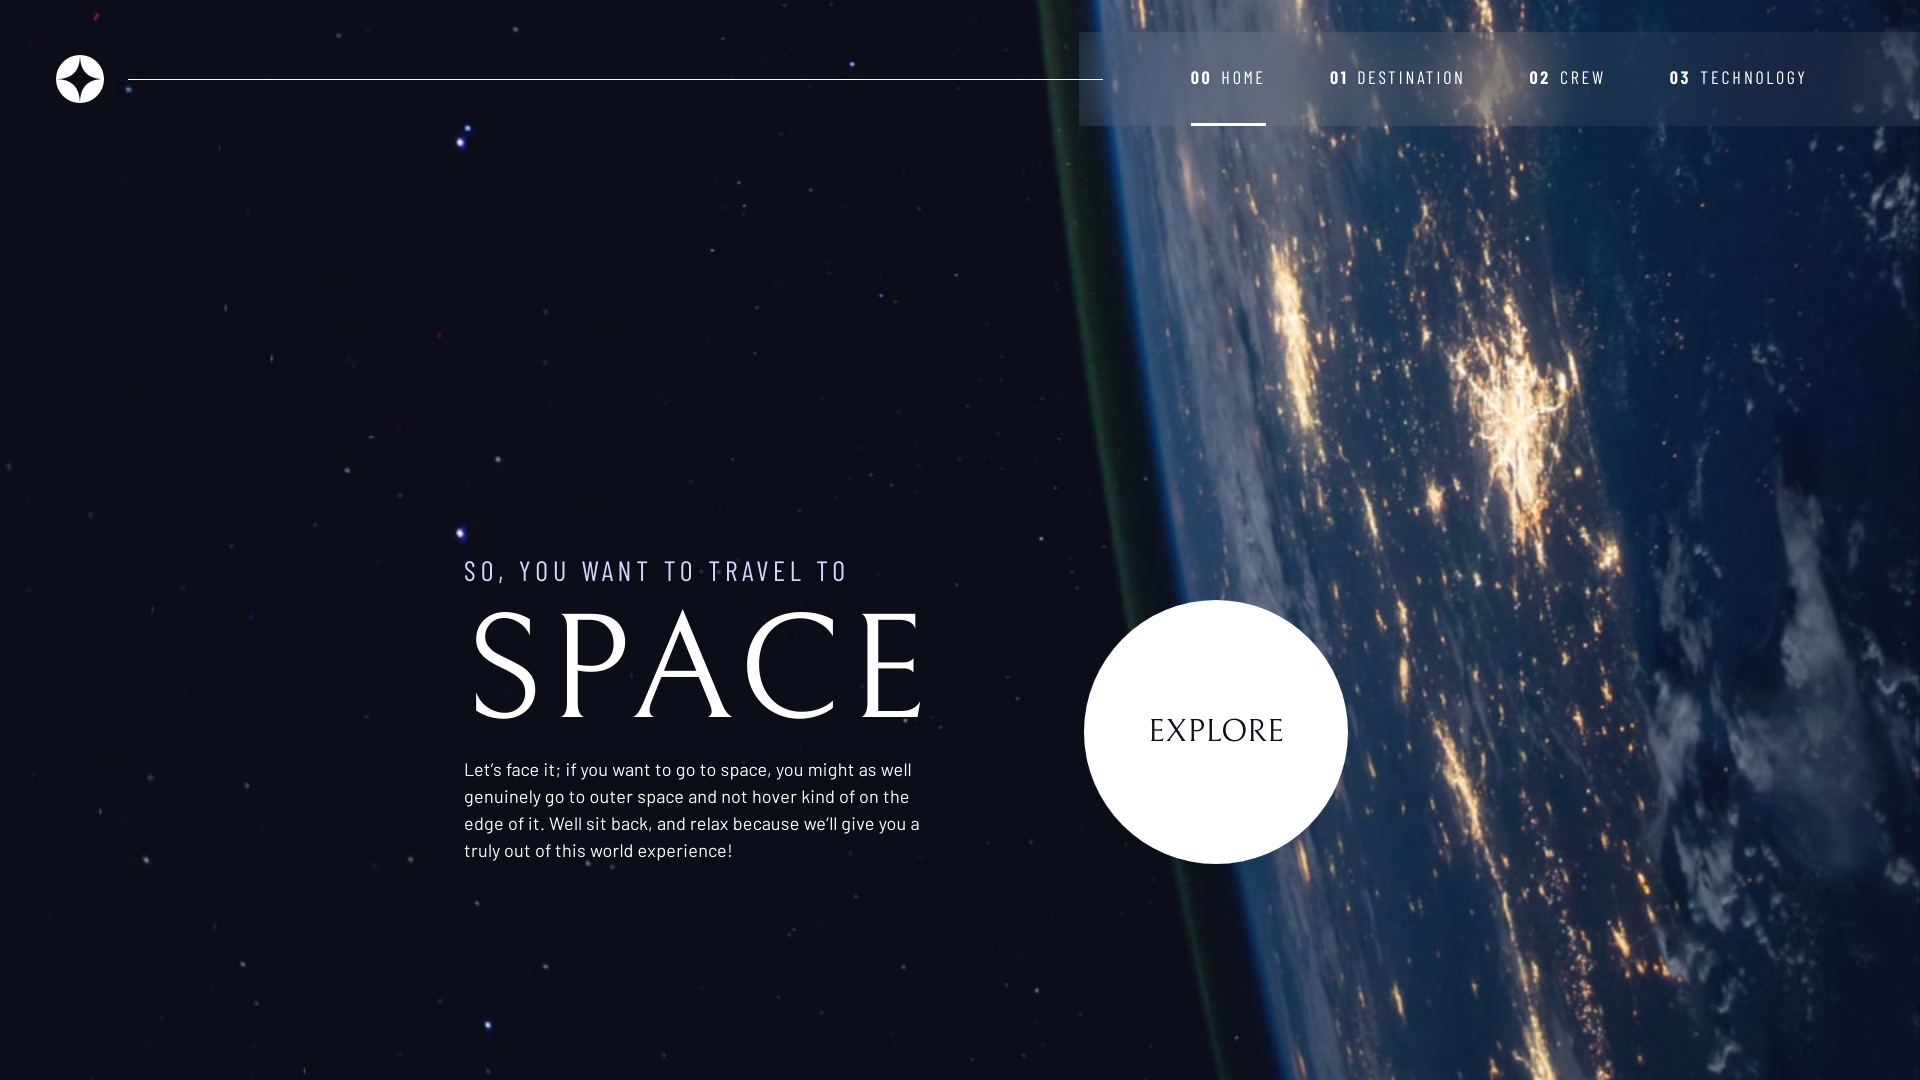 00 HOME 01 DESTINATION 02 CREW 03 TECHNOLOGY
SO, YOU WANT TO TRAVEL TO
SPACE
Let’s face it; if you want to go to space, you might as well
genuinely go to outer space and not hover kind of on the
edge of it. Well sit back, and relax because we’ll give you a
truly out of this world experience!
EXPLORE